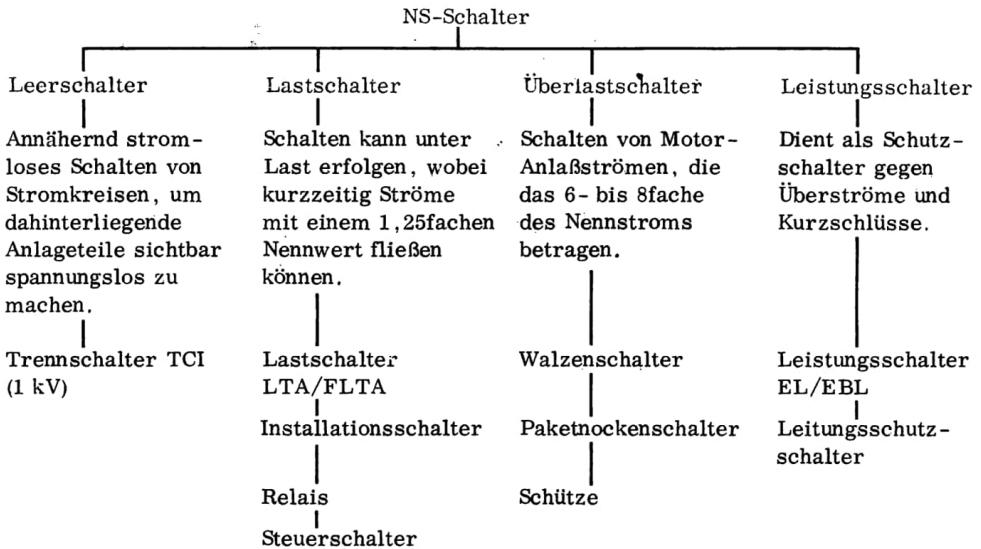 NS-Schalter
Leerschalter
Annähernd strom-
loses Schalten von
Stromkreisen, um
dahinterliegende
Anlageteile sichtbar
spannungslos zu
machen.
Trennschalter TCI
(1 kV)
Lastschalter
Schalten kann unter
Last erfolgen, wobei
kurzzeitig Ströme
mit einem 1,25fachen
Nennwert fließen
können.
Lastschalter
LTA/FLTA
Installationsschalter
Relais
Steuerschalter
Überlastschalter
Schalten von Motor-
Anlaßströmen, die
das 6- bis 8fache
des Nennstroms
betragen.
Walzenschalter
Paketnockenschalter
Schütze
Leistungsschalter
Dient als Schutz-
schalter gegen
Überströme und
Kurzschlüsse.
Leistungsschalter
EL/EBL
Leitungsschutz-
schalter